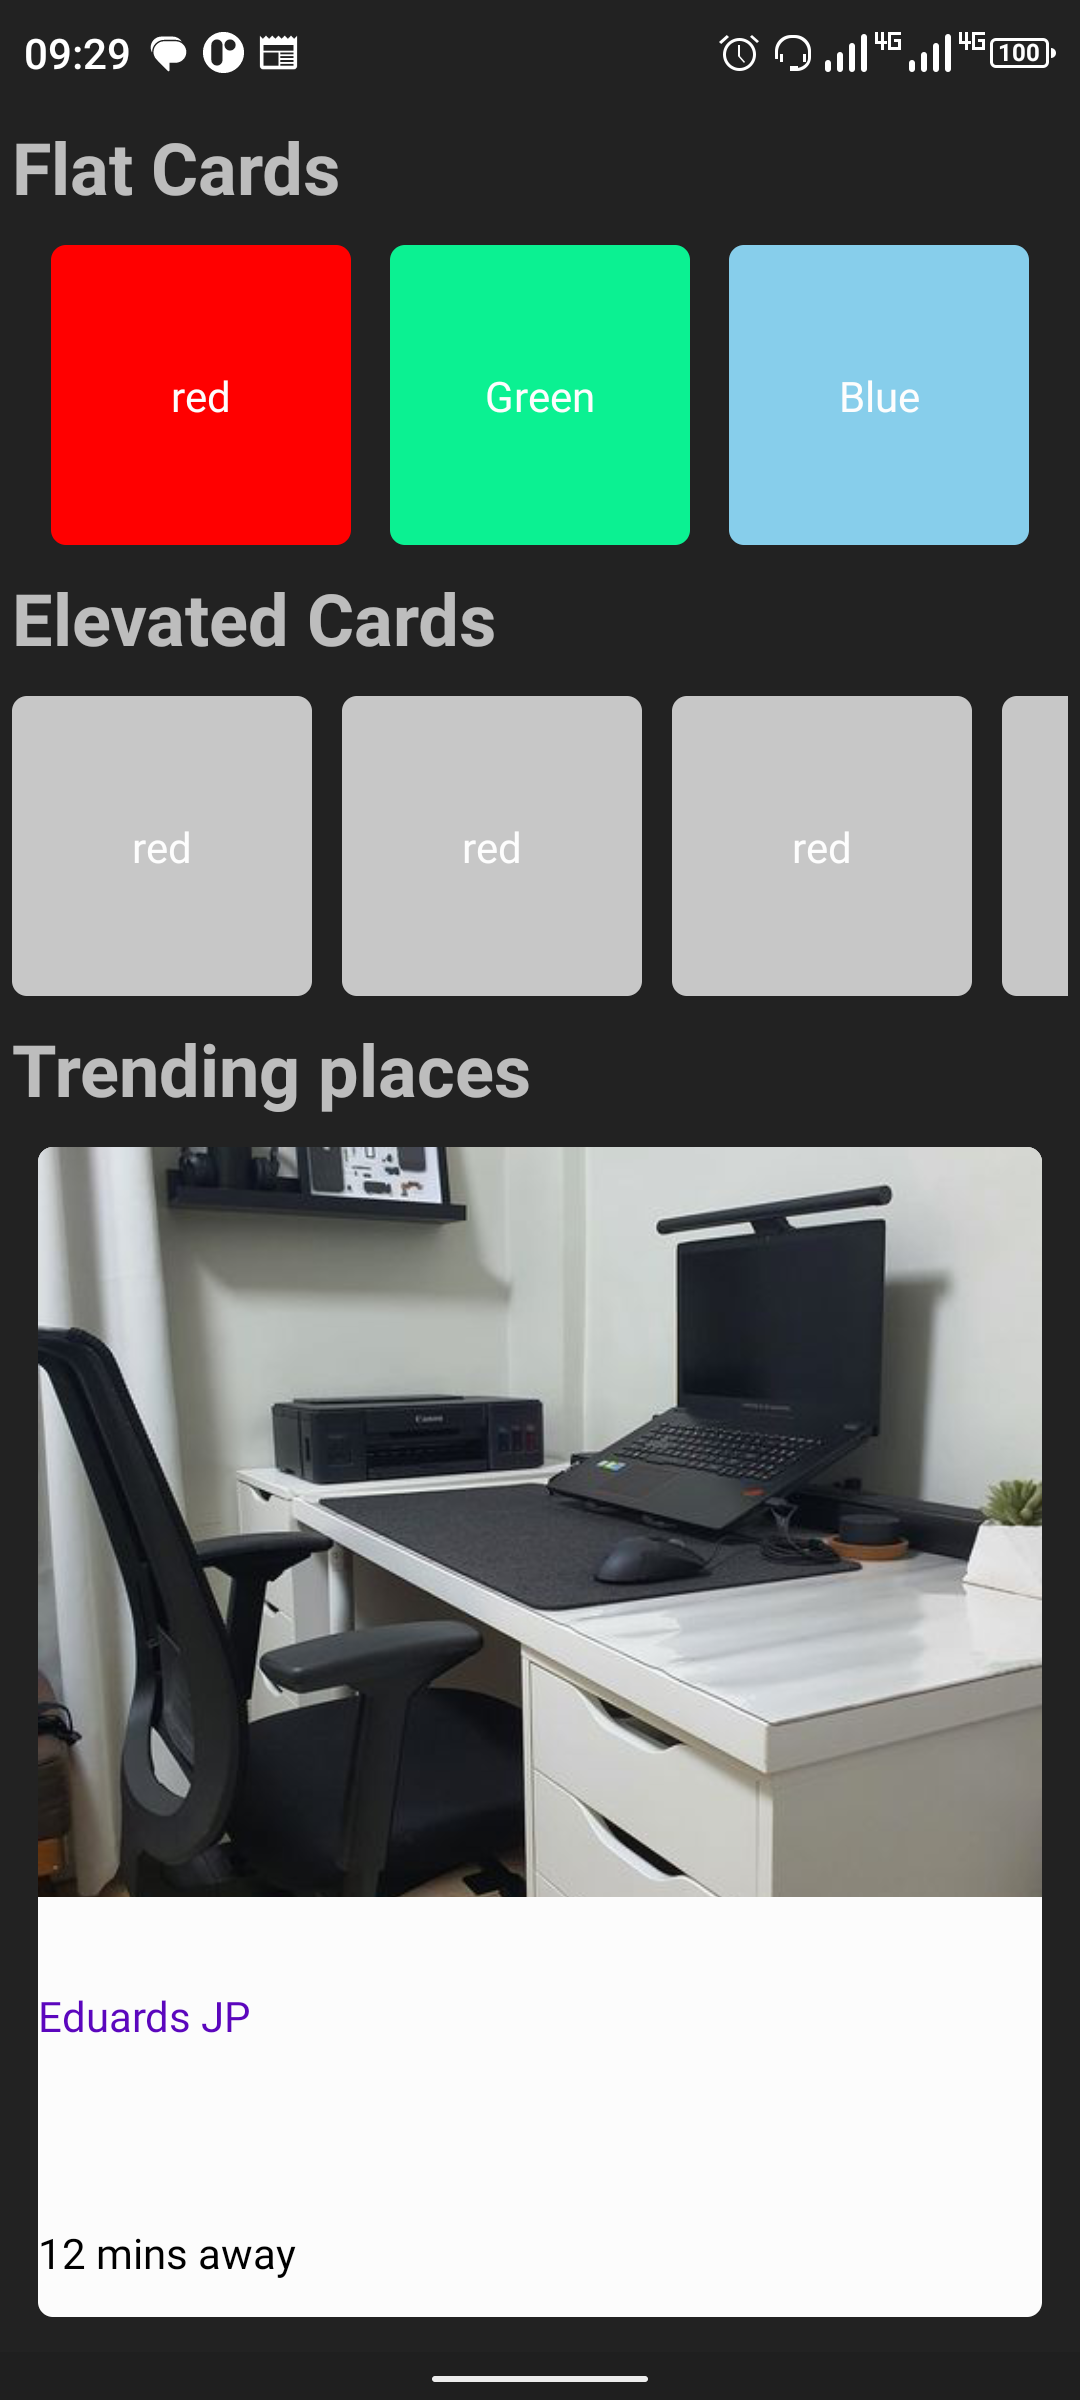 09:29 4G 4G 100
Flat Cards
red Green Blue
Elevated Cards
red red red
Trending places
Canon
Eduards JP
12 mins away